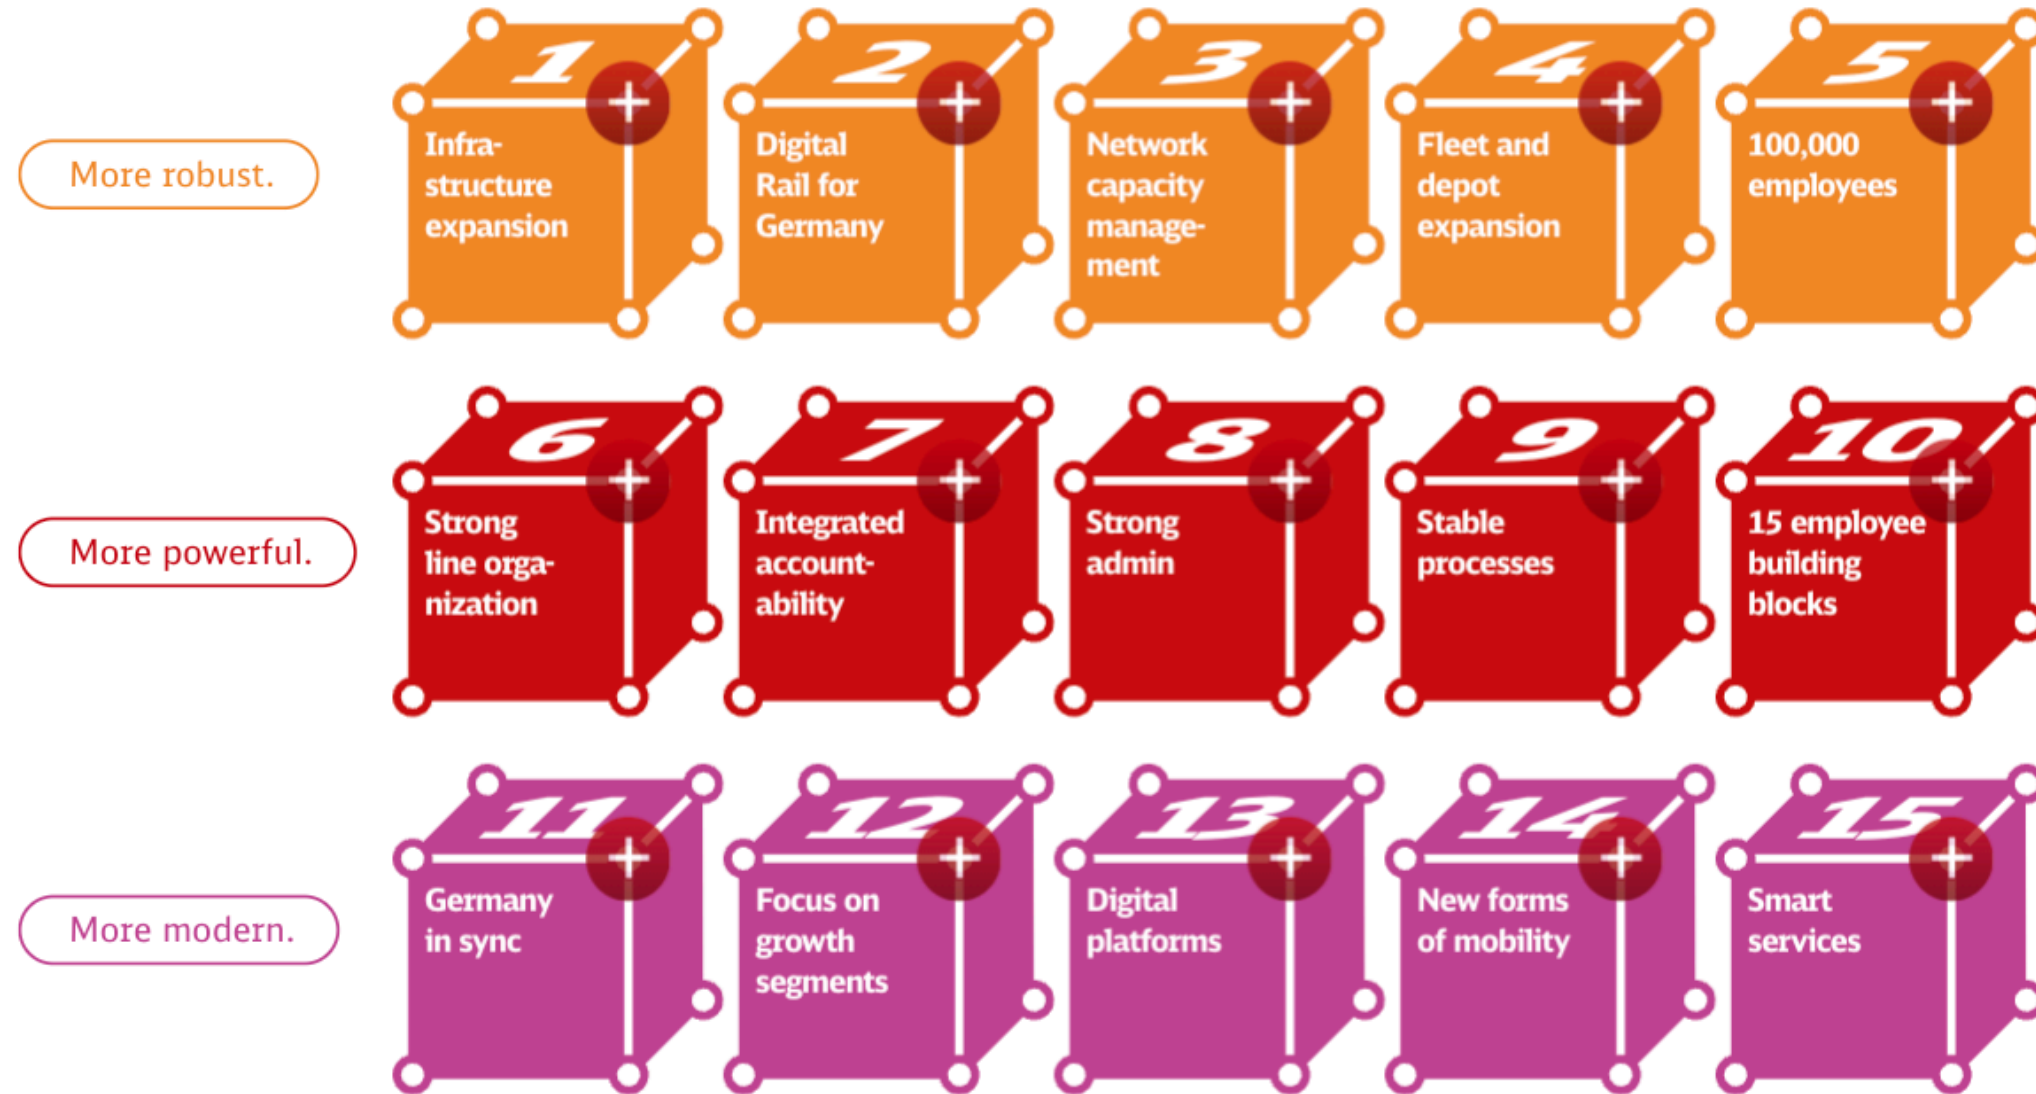 More robust.
1
Infra-
structure
expansion
2
Digital
Rail for
Germany
3
Network
capacity
manage-
ment
4
Fleet and
depot
expansion
5
100,000
employees
More powerful.
6
Strong
line orga-
nization
7
Integrated
account-
ability
8
Strong
admin
9
Stable
processes
10
15 employee
building
blocks
More modern.
11
Germany
in sync
12
Focus on
growth
segments
13
Digital
platforms
14
New forms
of mobility
15
Smart
services